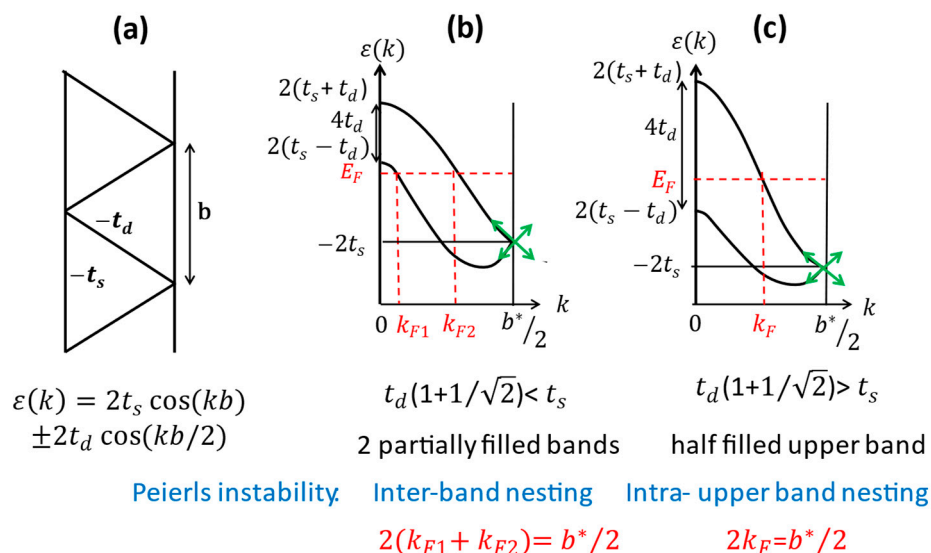 (a)
(b)
(c)
−t_d
−t_s
b
ε(k) = 2t_s cos(kb)
±2t_d cos(kb/2)
ε(k)
2(t_s + t_d)
4t_d
2(t_s − t_d)
E_F
−2t_s
0
k_F1
k_F2
b*/2
k
t_d(1+1/√2)< t_s
2 partially filled bands
ε(k)
2(t_s + t_d)
4t_d
E_F
2(t_s − t_d)
−2t_s
0
k_F
b*/2
k
t_d(1+1/√2)> t_s
half filled upper band
Peierls instability: Inter-band nesting Intra- upper band nesting
2(k_F1 + k_F2)= b*/2
2k_F=b*/2